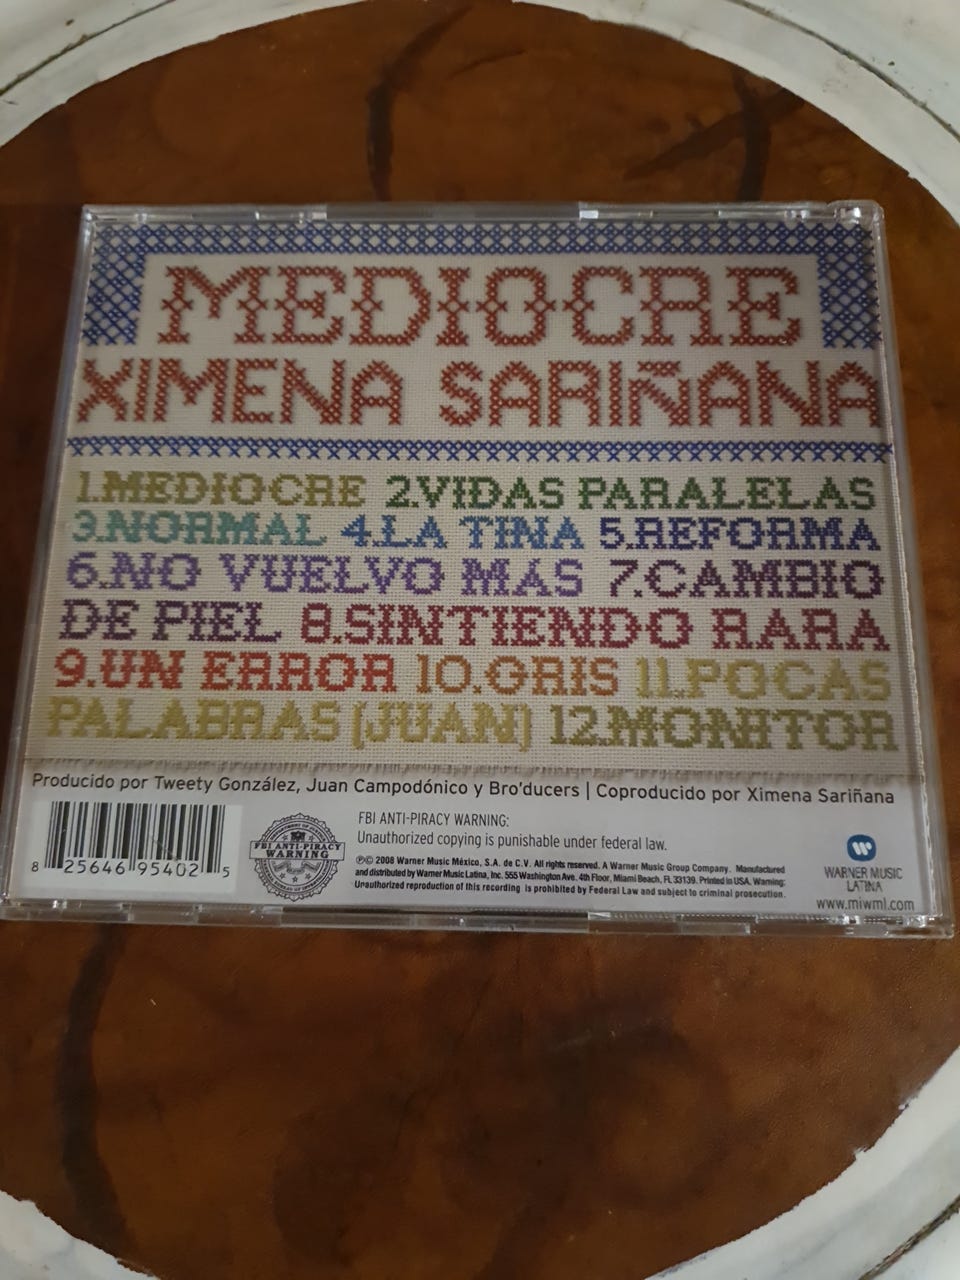 MEDIOCRE
XIMENA SARIÑANA
1.MEDIOCRE 2.VIDAS PARALELAS
3.NORMAL 4.LA TINA 5.REFORMA
6.NO VUELVO MÁS 7.CAMBIO
DE PIEL 8.SINTIENDO RARA
9.UN ERROR 10.GRIS 11.POCAS
PALABRAS (JUAN) 12.MONITOR
Producido por Tweety González, Juan Campodónico y Bro'ducers | Coproducido por Ximena Sariñana
8 25646 95402 5
FBI ANTI-PIRACY
WARNING
FBI ANTI-PIRACY WARNING:
Unauthorized copying is punishable under federal law.
℗© 2008 Warner Music México, S.A. de C.V. All rights reserved. A Warner Music Group Company. Manufactured
and distributed by Warner Music Latina, Inc. 555 Washington Ave. 4th Floor, Miami Beach, FL 33139. Printed in USA. Warning:
Unauthorized reproduction of this recording is prohibited by Federal Law and subject to criminal prosecution.
WARNER MUSIC
LATINA
www.miwml.com